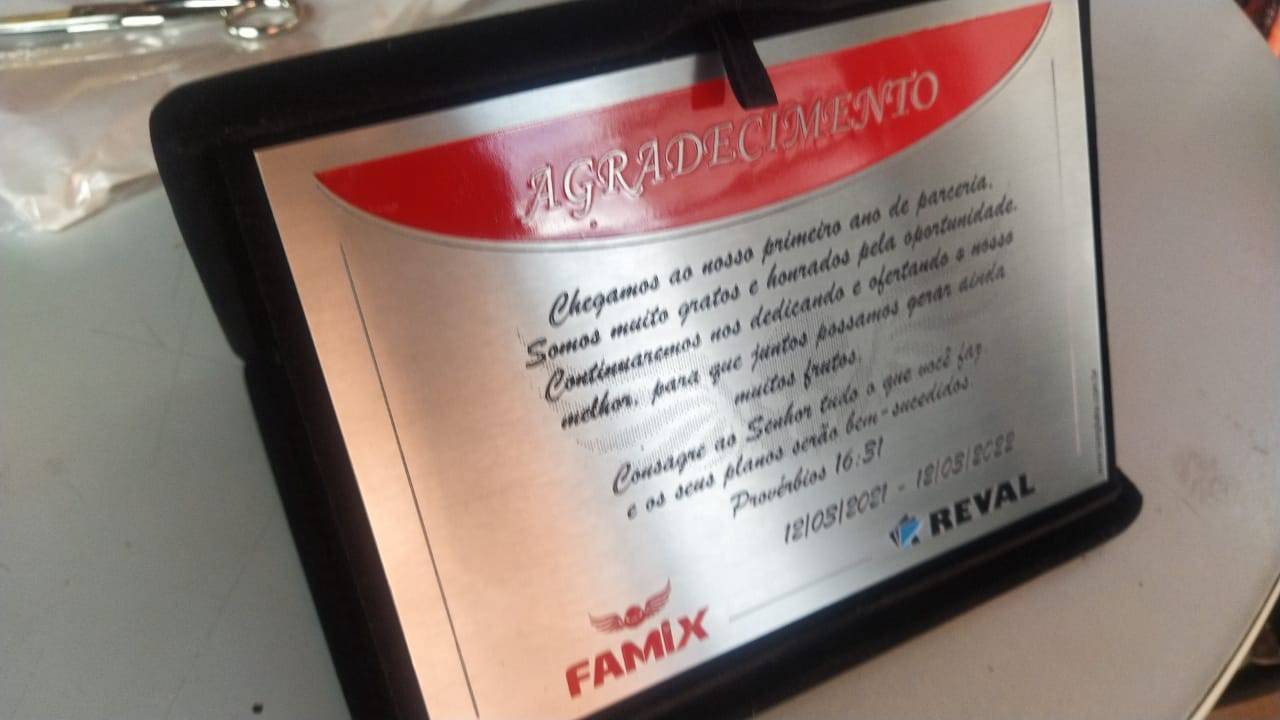 AGRADECIMENTO
Chegamos ao nosso primeiro ano de parceria.
Somos muito gratos e honrados pela oportunidade.
Continuaremos nos dedicando e ofertando o nosso
melhor, para que juntos possamos gerar ainda
muitos frutos.
Consagre ao Senhor tudo o que você faz
e os seus planos serão bem-sucedidos.
Provérbios 16:31
12/03/2021 - 12/03/2022
REVAL
FAMIX